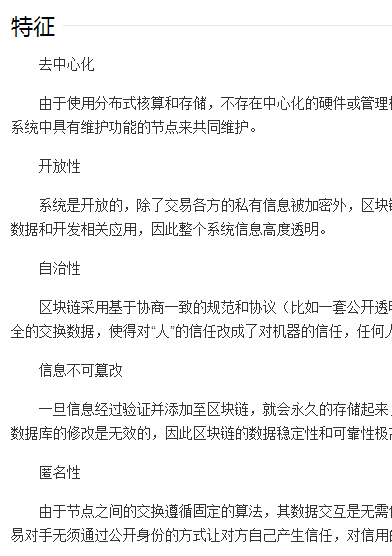 特征
去中心化
由于使用分布式核算和存储，不存在中心化的硬件或管理
系统中具有维护功能的节点来共同维护。
开放性
系统是开放的，除了交易各方的私有信息被加密外，区块
数据和开发相关应用，因此整个系统信息高度透明。
自治性
区块链采用基于协商一致的规范和协议（比如一套公开透
全的交换数据，使得对“人”的信任改成了对机器的信任，任何
信息不可篡改
一旦信息经过验证并添加至区块链，就会永久的存储起来
数据库的修改是无效的，因此区块链的数据稳定性和可靠性极
匿名性
由于节点之间的交换遵循固定的算法，其数据交互是无需
易对手无须通过公开身份的方式让对方自己产生信任，对信用